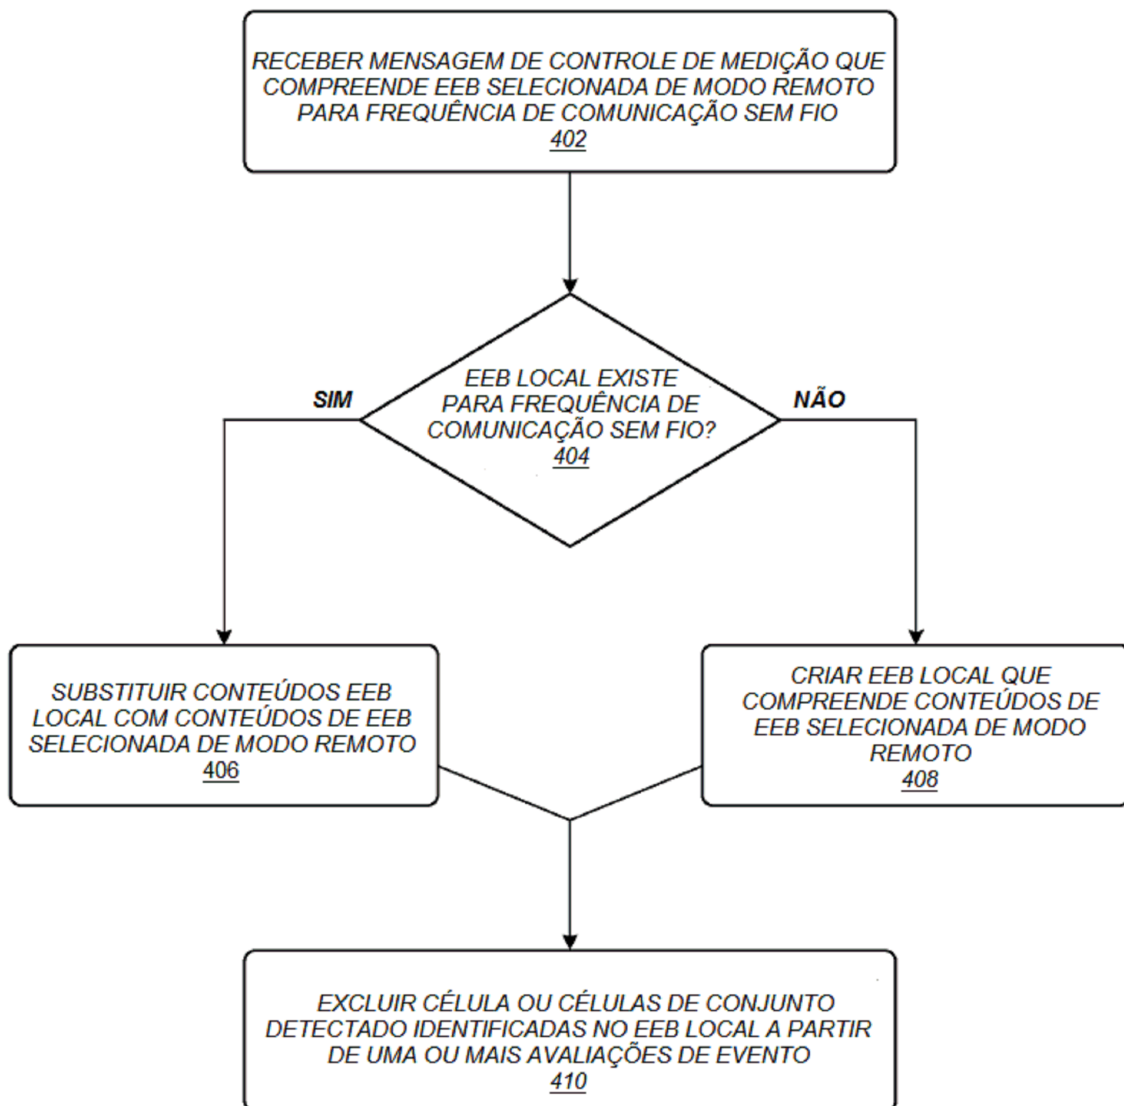 RECEBER MENSAGEM DE CONTROLE DE MEDIÇÃO QUE
COMPREENDE EEB SELECIONADA DE MODO REMOTO
PARA FREQUÊNCIA DE COMUNICAÇÃO SEM FIO
402
EEB LOCAL EXISTE
PARA FREQUÊNCIA DE
COMUNICAÇÃO SEM FIO?
404
SIM
NÃO
SUBSTITUIR CONTEÚDOS EEB
LOCAL COM CONTEÚDOS DE EEB
SELECIONADA DE MODO REMOTO
406
CRIAR EEB LOCAL QUE
COMPREENDE CONTEÚDOS DE
EEB SELECIONADA DE MODO
REMOTO
408
EXCLUIR CÉLULA OU CÉLULAS DE CONJUNTO
DETECTADO IDENTIFICADAS NO EEB LOCAL A PARTIR
DE UMA OU MAIS AVALIAÇÕES DE EVENTO
410